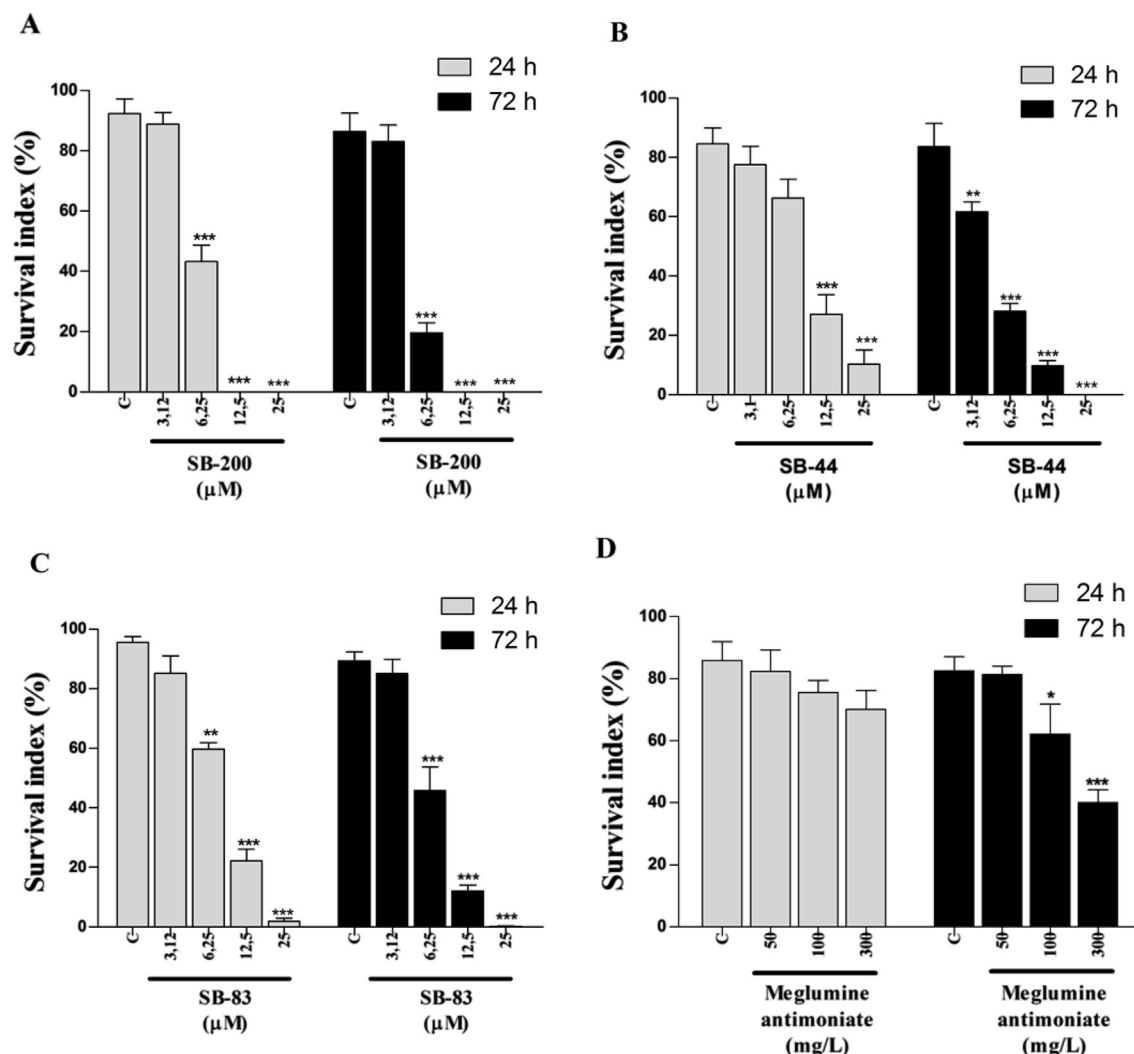 A
24 h
72 h
Survival index (%)
100
80
60
40
20
0
C
3,12
6,25
12,5
25
C
3,12
6,25
12,5
25
*** *** *** *** *** ***
SB-200
(µM)
SB-200
(µM)
B
24 h
72 h
Survival index (%)
100
80
60
40
20
0
C
3,1
6,25
12,5
25
C
3,12
6,25
12,5
25
*** *** ** *** *** ***
SB-44
(µM)
SB-44
(µM)
C
24 h
72 h
Survival index (%)
100
80
60
40
20
0
C
3,12
6,25
12,5
25
C
3,12
6,25
12,5
25
** *** *** *** *** ***
SB-83
(µM)
SB-83
(µM)
D
24 h
72 h
Survival index (%)
100
80
60
40
20
0
C
50
100
300
C
50
100
300
* ***
Meglumine
antimoniate
(mg/L)
Meglumine
antimoniate
(mg/L)